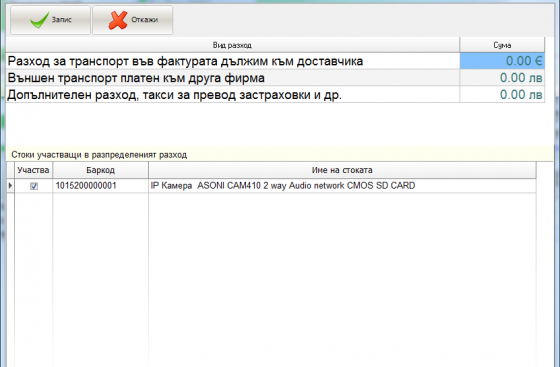 Запис Откажи
Вид разход Сума
Разход за транспорт във фактурата дължим към доставчика 0.00 €
Външен транспорт платен към друга фирма 0.00 лв
Допълнителен разход, такси за превод застраховки и др. 0.00 лв
Стоки участващи в разпределеният разход
Участва Баркод Име на стоката
1015200000001 IP Камера ASONI CAM410 2 way Audio network CMOS SD CARD